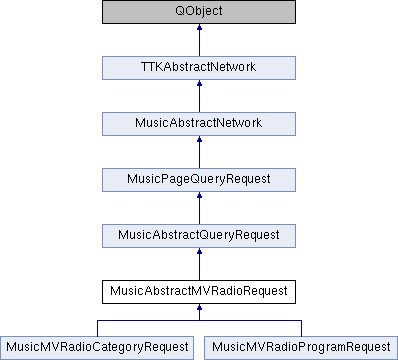 QObject
TTKAbstractNetwork
MusicAbstractNetwork
MusicPageQueryRequest
MusicAbstractQueryRequest
MusicAbstractMVRadioRequest
MusicMVRadioCategoryRequest
MusicMVRadioProgramRequest